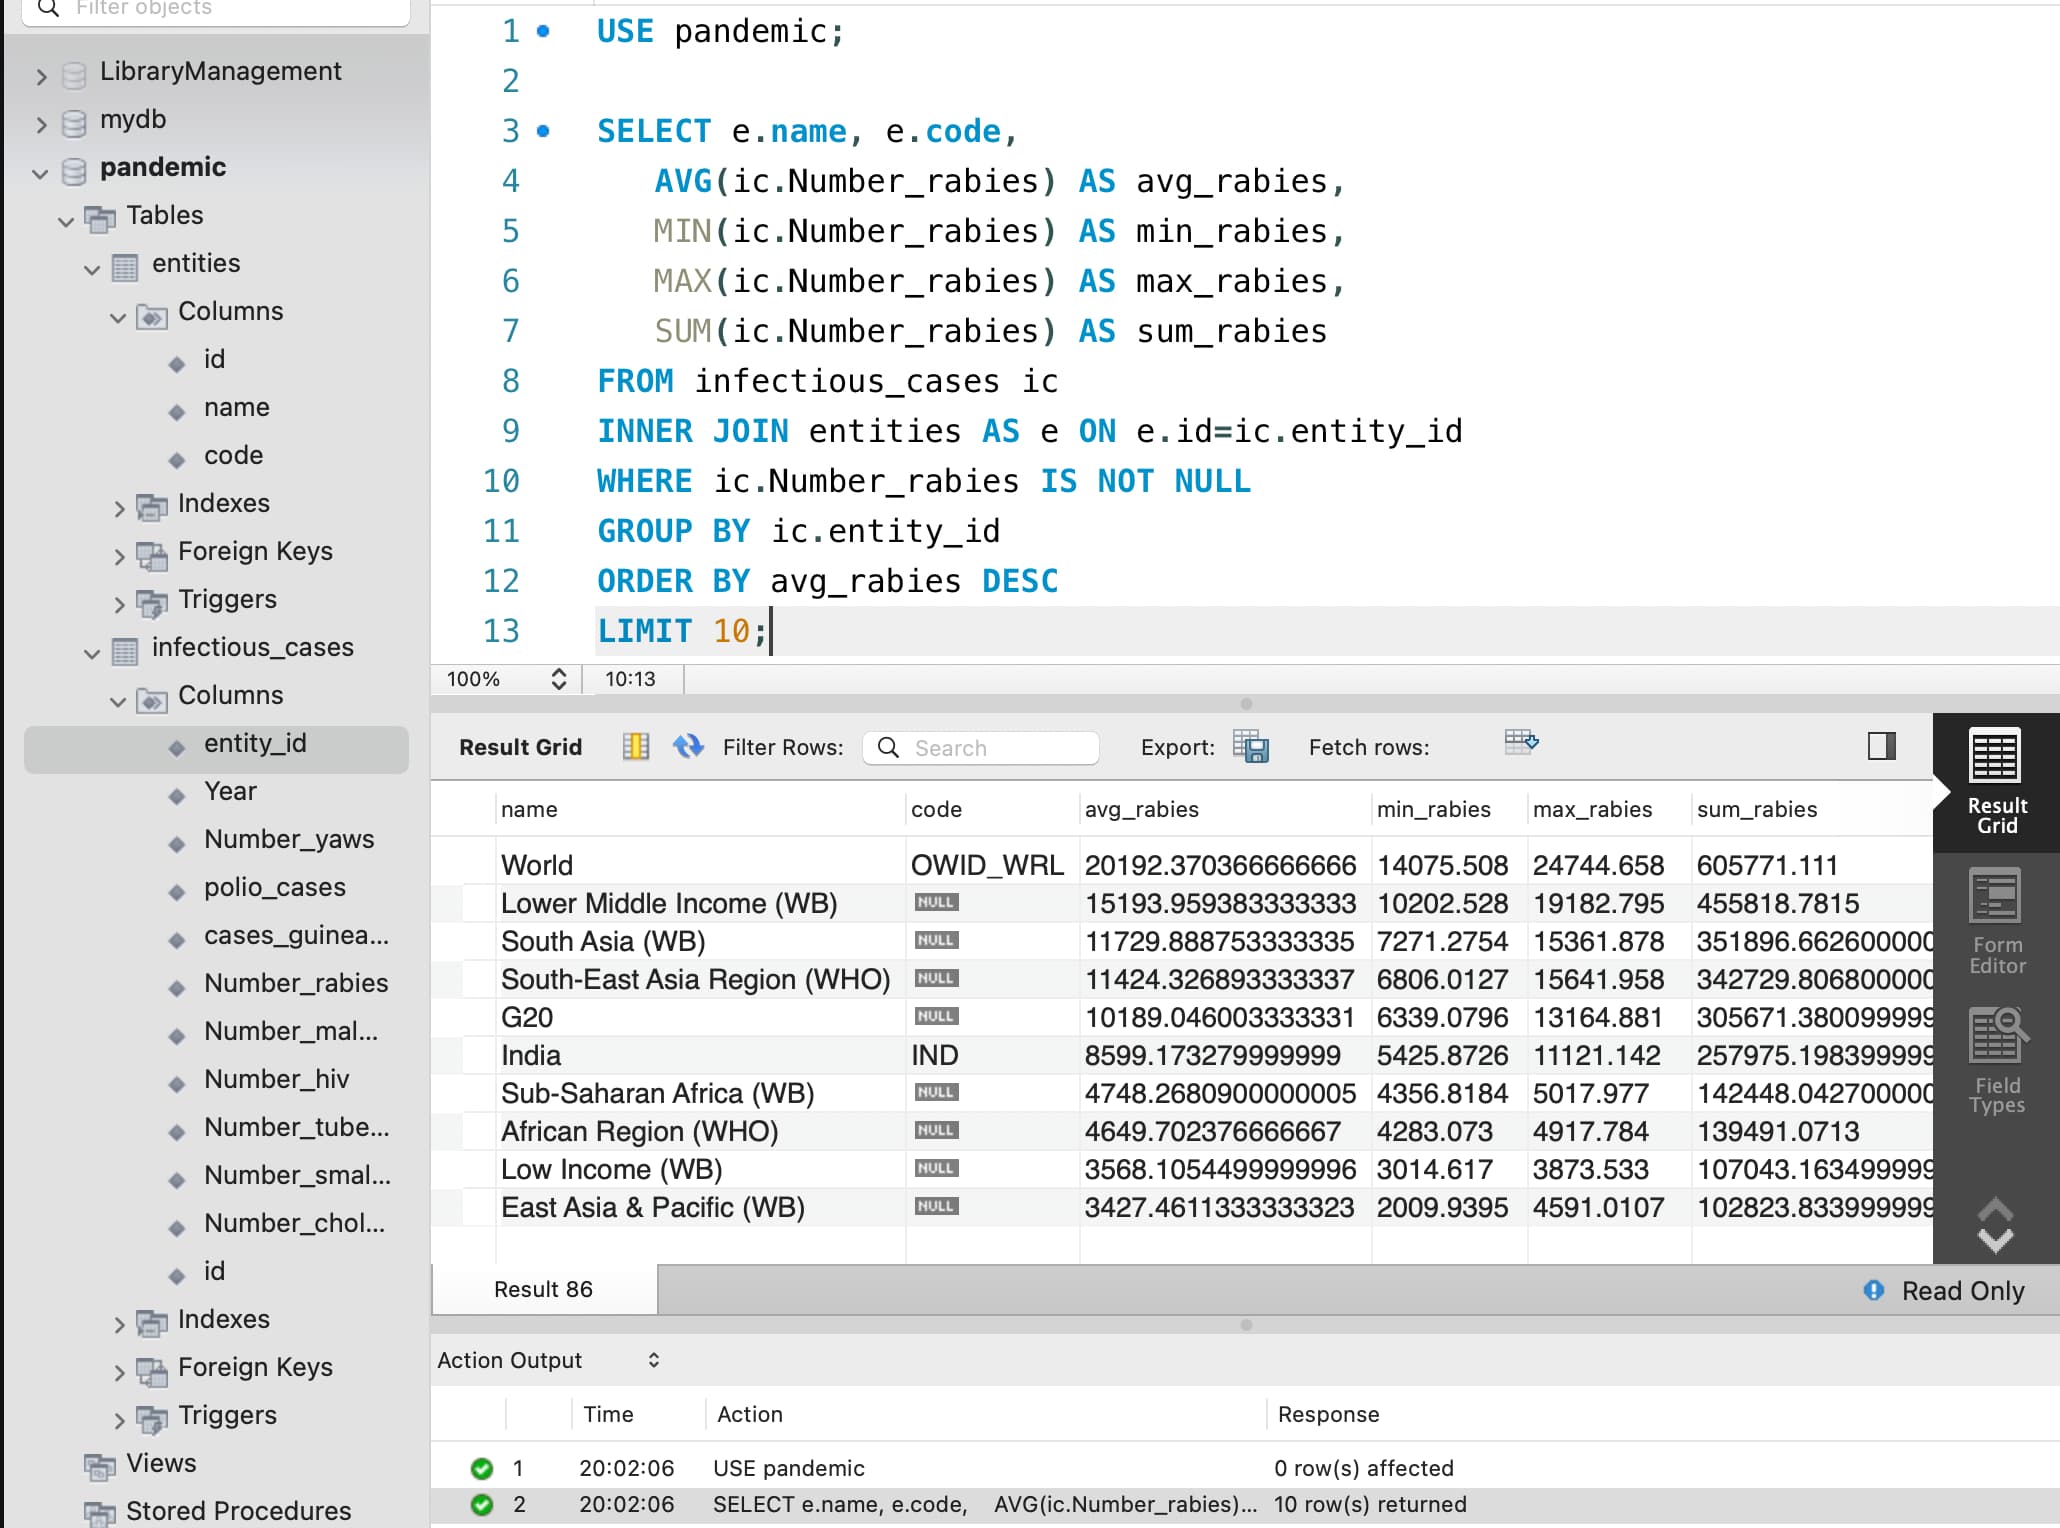 Filter objects
LibraryManagement
mydb
pandemic
Tables
entities
Columns
id
name
code
Indexes
Foreign Keys
Triggers
infectious_cases
Columns
entity_id
Year
Number_yaws
polio_cases
cases_guinea...
Number_rabies
Number_mal...
Number_hiv
Number_tube...
Number_smal...
Number_chol...
id
Indexes
Foreign Keys
Triggers
Views
Stored Procedures
1 USE pandemic;
2
3 SELECT e.name, e.code,
4 AVG(ic.Number_rabies) AS avg_rabies,
5 MIN(ic.Number_rabies) AS min_rabies,
6 MAX(ic.Number_rabies) AS max_rabies,
7 SUM(ic.Number_rabies) AS sum_rabies
8 FROM infectious_cases ic
9 INNER JOIN entities AS e ON e.id=ic.entity_id
10 WHERE ic.Number_rabies IS NOT NULL
11 GROUP BY ic.entity_id
12 ORDER BY avg_rabies DESC
13 LIMIT 10;
100% 10:13
Result Grid Filter Rows: Search Export: Fetch rows:
name code avg_rabies min_rabies max_rabies sum_rabies
World OWID_WRL 20192.370366666666 14075.508 24744.658 605771.111
Lower Middle Income (WB) NULL 15193.959383333333 10202.528 19182.795 455818.7815
South Asia (WB) NULL 11729.888753333335 7271.2754 15361.878 351896.662600000
South-East Asia Region (WHO) NULL 11424.326893333337 6806.0127 15641.958 342729.806800000
G20 NULL 10189.046003333331 6339.0796 13164.881 305671.380099999
India IND 8599.173279999999 5425.8726 11121.142 257975.198399999
Sub-Saharan Africa (WB) NULL 4748.2680900000005 4356.8184 5017.977 142448.042700000
African Region (WHO) NULL 4649.702376666667 4283.073 4917.784 139491.0713
Low Income (WB) NULL 3568.1054499999996 3014.617 3873.533 107043.163499999
East Asia & Pacific (WB) NULL 3427.4611333333323 2009.9395 4591.0107 102823.833999999
Result
Grid
Form
Editor
Field
Types
Result 86 Read Only
Action Output
Time Action Response
1 20:02:06 USE pandemic 0 row(s) affected
2 20:02:06 SELECT e.name, e.code, AVG(ic.Number_rabies)... 10 row(s) returned